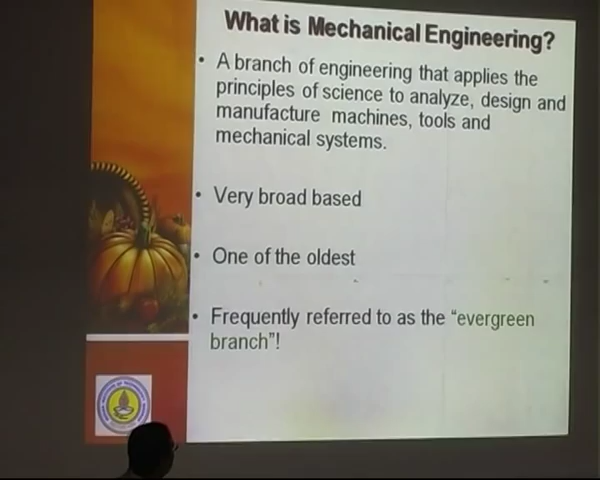 What is Mechanical Engineering?
• A branch of engineering that applies the
principles of science to analyze, design and
manufacture machines, tools and
mechanical systems.
• Very broad based
• One of the oldest
• Frequently referred to as the “evergreen
branch”!